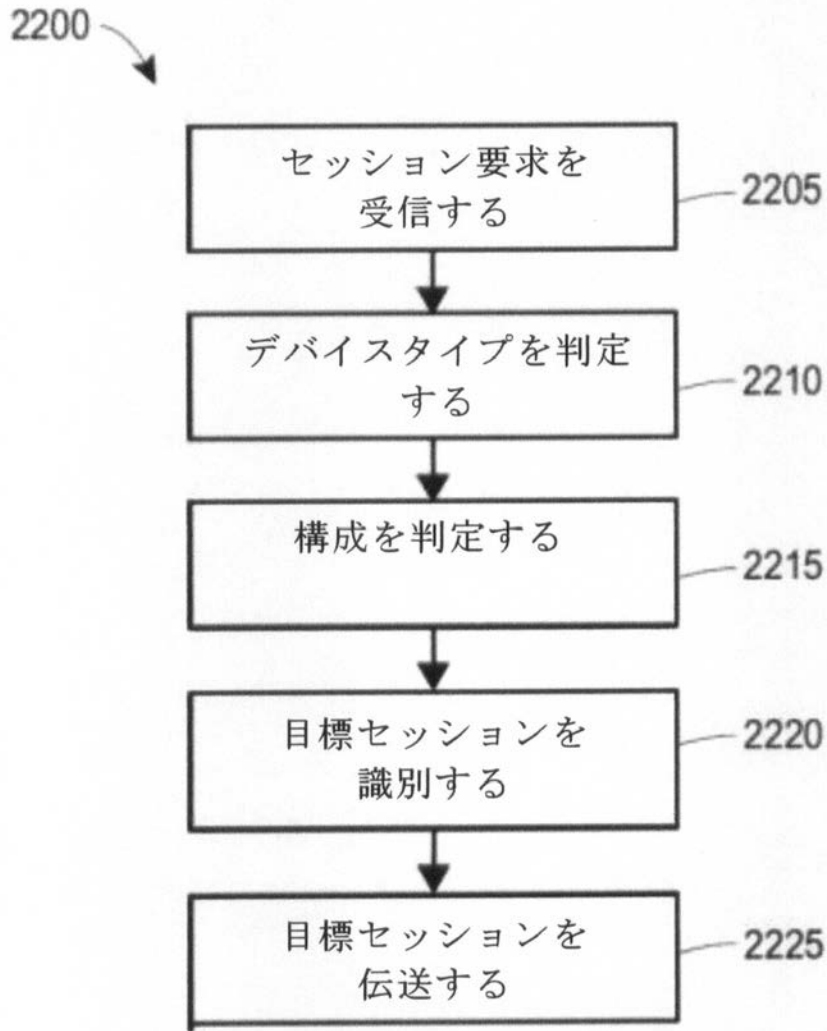 2200
セッション要求を
受信する
2205
デバイスタイプを判定
する
2210
構成を判定する
2215
目標セッションを
識別する
2220
目標セッションを
伝送する
2225